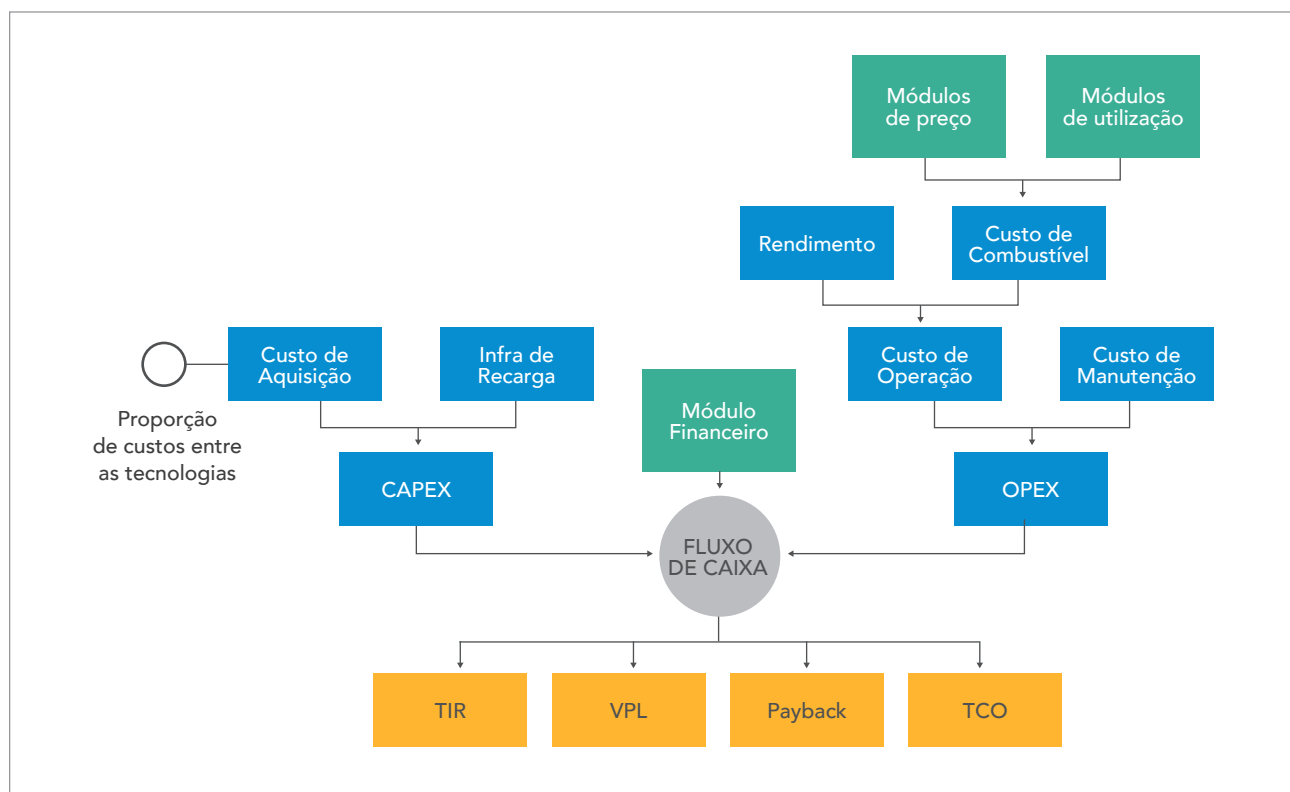 Módulos
de preço
Módulos
de utilização
Rendimento
Custo de
Combustível
Custo de
Aquisição
Infra de
Recarga
Custo de
Operação
Custo de
Manutenção
Proporção
de custos entre
as tecnologias
Módulo
Financeiro
CAPEX
OPEX
FLUXO
DE CAIXA
TIR
VPL
Payback
TCO